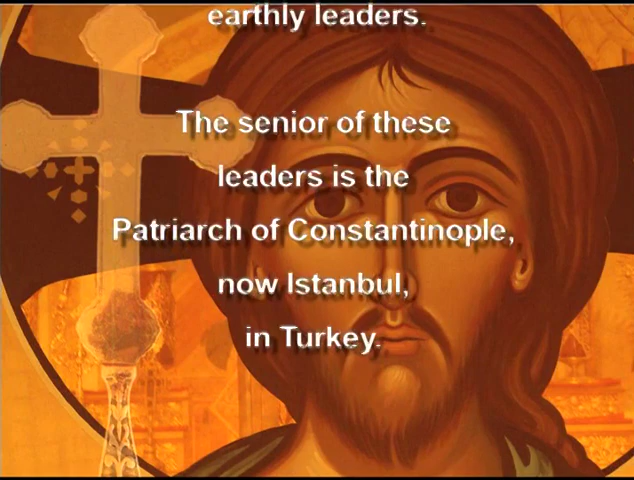 earthly leaders.
The senior of these
leaders is the
Patriarch of Constantinople,
now Istanbul,
in Turkey.